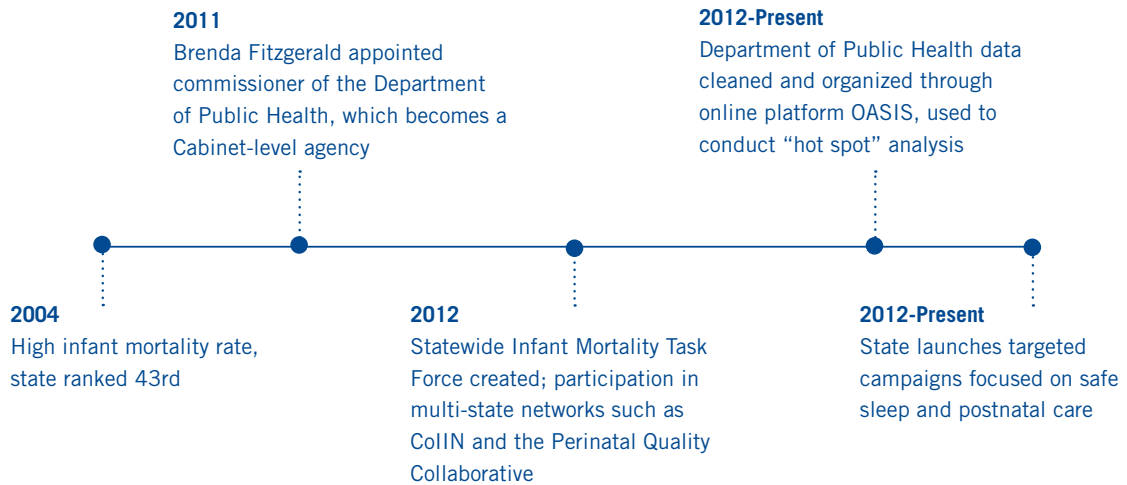 2011
Brenda Fitzgerald appointed
commissioner of the Department
of Public Health, which becomes a
Cabinet-level agency
2012-Present
Department of Public Health data
cleaned and organized through
online platform OASIS, used to
conduct “hot spot” analysis
2004
High infant mortality rate,
state ranked 43rd
2012
Statewide Infant Mortality Task
Force created; participation in
multi-state networks such as
CoIIN and the Perinatal Quality
Collaborative
2012-Present
State launches targeted
campaigns focused on safe
sleep and postnatal care